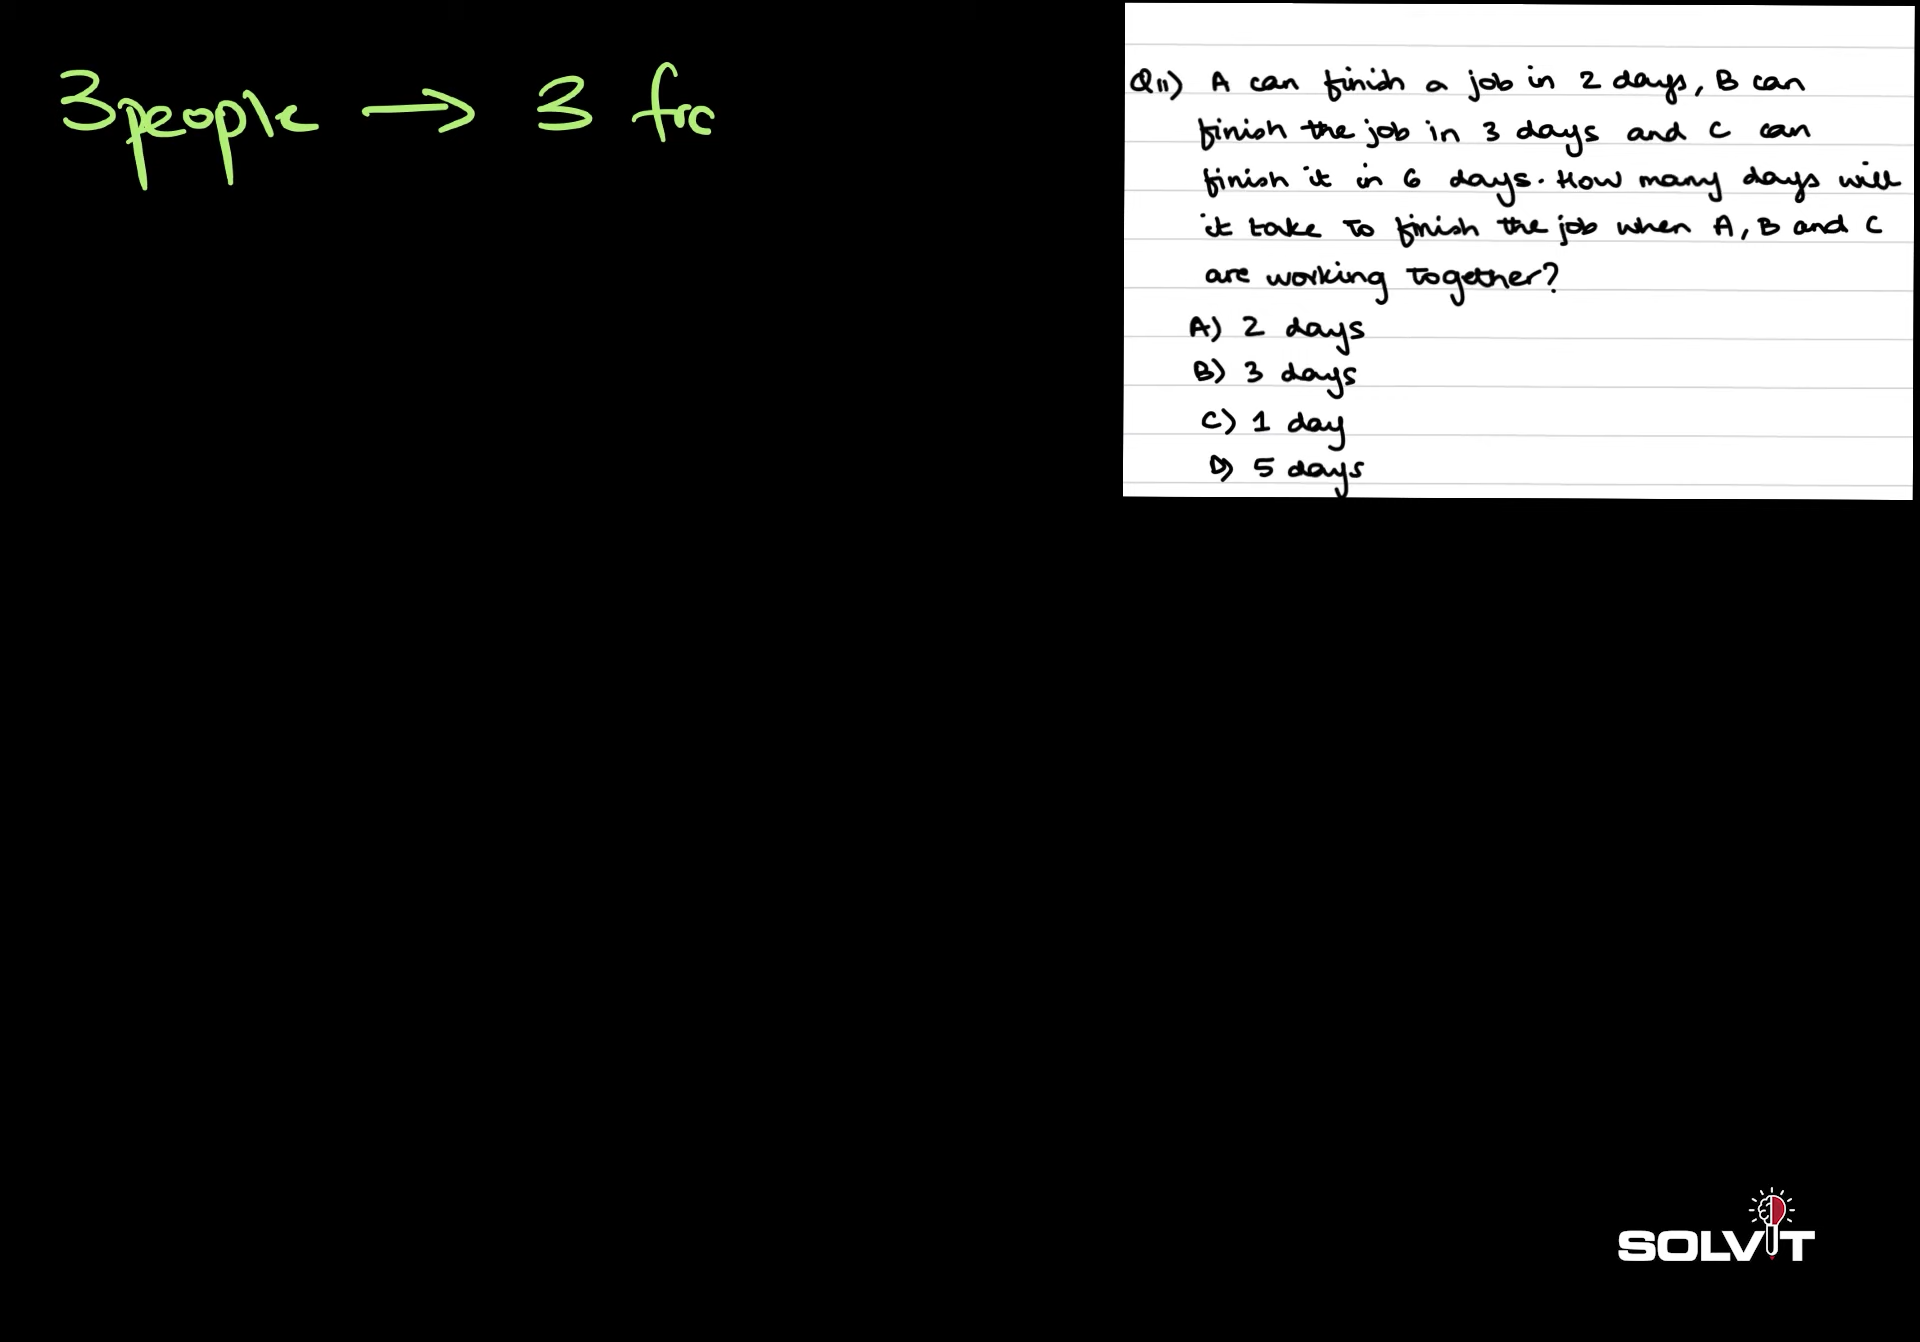 3 people → 3 frc
Q11) A can finish a job in 2 days, B can
finish the job in 3 days and C can
finish it in 6 days. How many days will
it take to finish the job when A, B and C
are working together?
A) 2 days
B) 3 days
C) 1 day
D) 5 days
SOLVIT